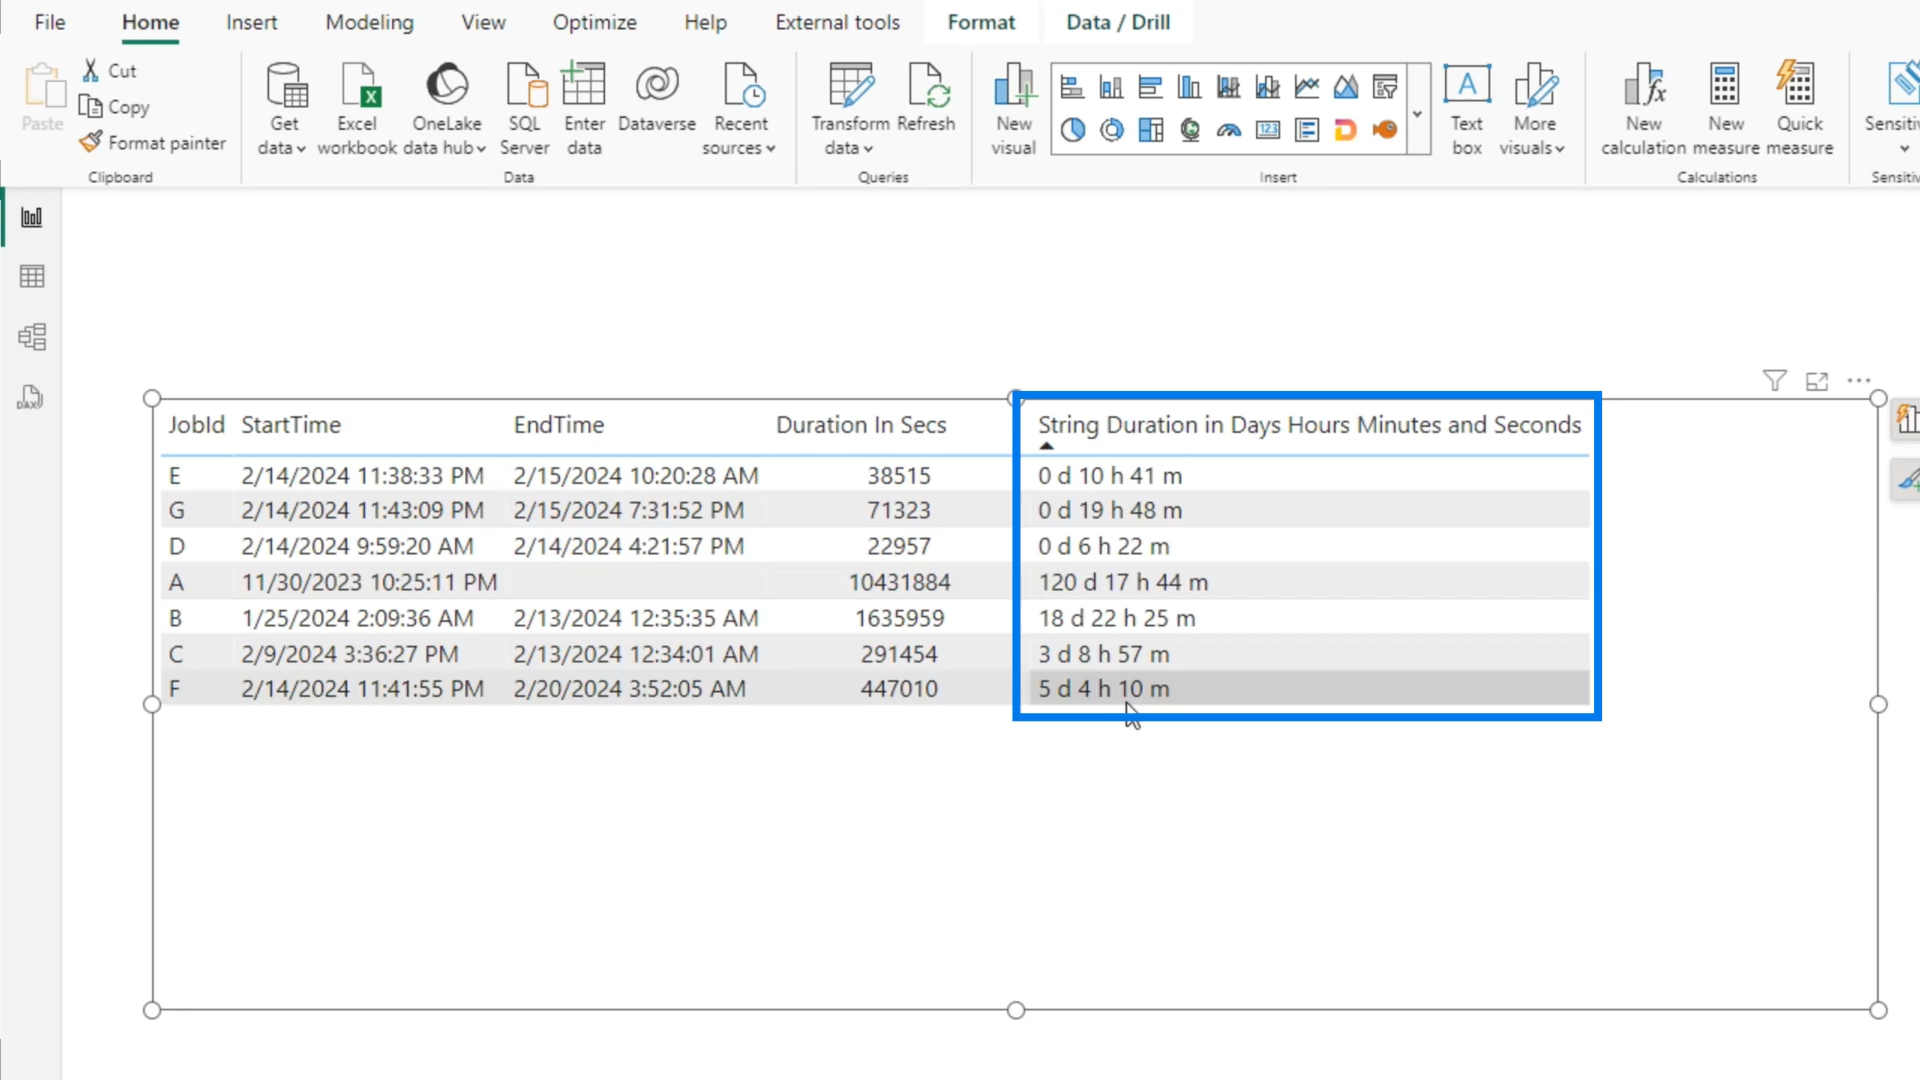 File Home Insert Modeling View Optimize Help External tools Format Data / Drill
Paste
Cut
Copy
Format painter
Clipboard
Get data
Excel workbook
OneLake data hub
SQL Server
Enter data
Dataverse
Recent sources
Data
Transform data
Refresh
Queries
New visual
123
Text box
More visuals
Insert
New calculation
New measure
Quick measure
Calculations
Sensitiv
Sensitiv
DAX
JobId StartTime EndTime Duration In Secs String Duration in Days Hours Minutes and Seconds
E 2/14/2024 11:38:33 PM 2/15/2024 10:20:28 AM 38515 0 d 10 h 41 m
G 2/14/2024 11:43:09 PM 2/15/2024 7:31:52 PM 71323 0 d 19 h 48 m
D 2/14/2024 9:59:20 AM 2/14/2024 4:21:57 PM 22957 0 d 6 h 22 m
A 11/30/2023 10:25:11 PM 10431884 120 d 17 h 44 m
B 1/25/2024 2:09:36 AM 2/13/2024 12:35:35 AM 1635959 18 d 22 h 25 m
C 2/9/2024 3:36:27 PM 2/13/2024 12:34:01 AM 291454 3 d 8 h 57 m
F 2/14/2024 11:41:55 PM 2/20/2024 3:52:05 AM 447010 5 d 4 h 10 m